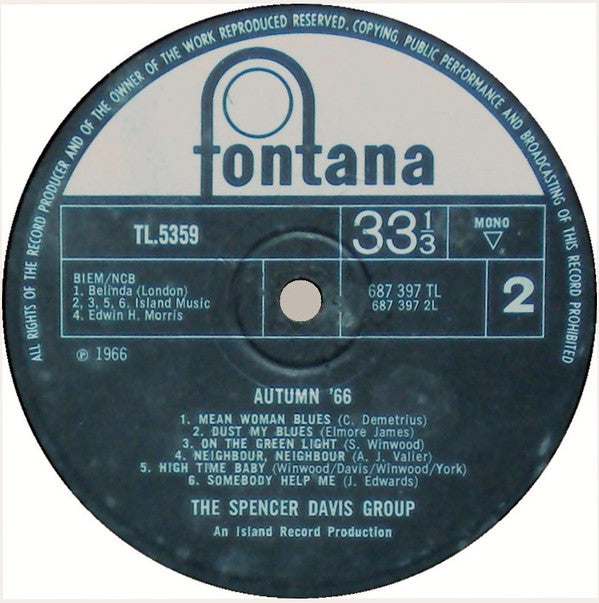 ALL RIGHTS OF THE RECORD PRODUCER AND OF THE OWNER OF THE WORK REPRODUCED RESERVED. COPYING, PUBLIC PERFORMANCE AND BROADCASTING OF THIS RECORD PROHIBITED
fontana
TL.5359
33⅓
MONO
BIEM/NCB
1. Belinda (London)
2, 3, 5, 6. Island Music
4. Edwin H. Morris
687 397 TL
687 397 2L
2
℗ 1966
AUTUMN '66
1. MEAN WOMAN BLUES (C. Demetrius)
2. DUST MY BLUES (Elmore James)
3. ON THE GREEN LIGHT (S. Winwood)
4. NEIGHBOUR, NEIGHBOUR (A. J. Valier)
5. HIGH TIME BABY (Winwood/Davis/Winwood/York)
6. SOMEBODY HELP ME (J. Edwards)
THE SPENCER DAVIS GROUP
An Island Record Production